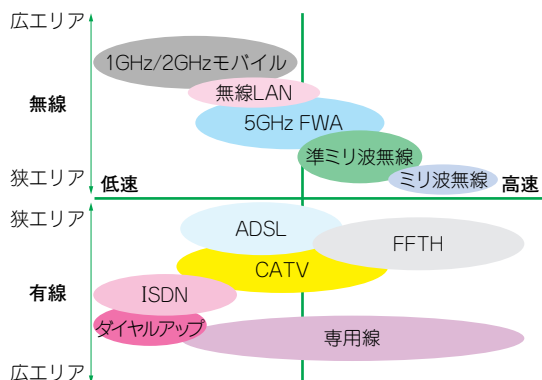 広エリア
1GHz/2GHzモバイル
無線LAN
無線
5GHz FWA
準ミリ波無線
狭エリア
低速
ミリ波無線
高速
狭エリア
ADSL
FFTH
CATV
有線
ISDN
ダイヤルアップ
専用線
広エリア